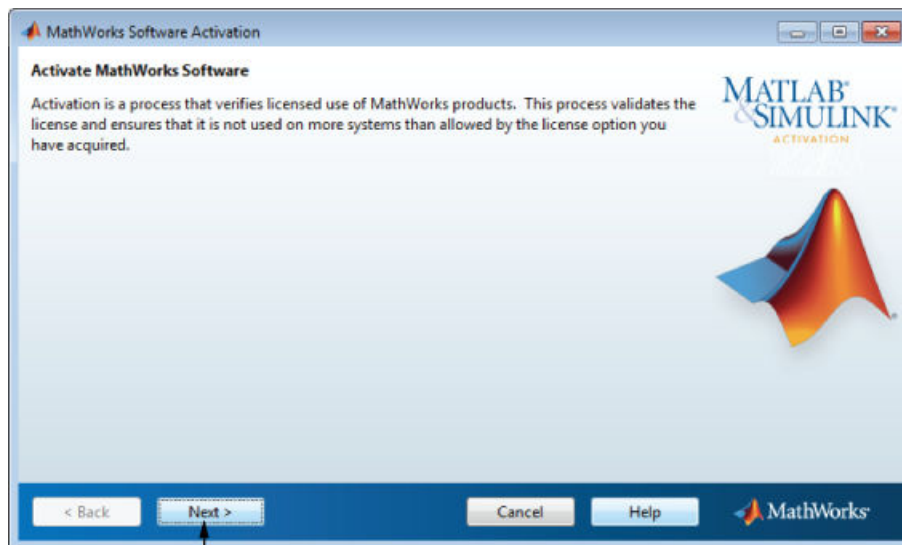 MathWorks Software Activation
Activate MathWorks Software
Activation is a process that verifies licensed use of MathWorks products. This process validates the
license and ensures that it is not used on more systems than allowed by the license option you
have acquired.
MATLAB®
&SIMULINK®
ACTIVATION
®
< Back
Next >
Cancel
Help
MathWorks®